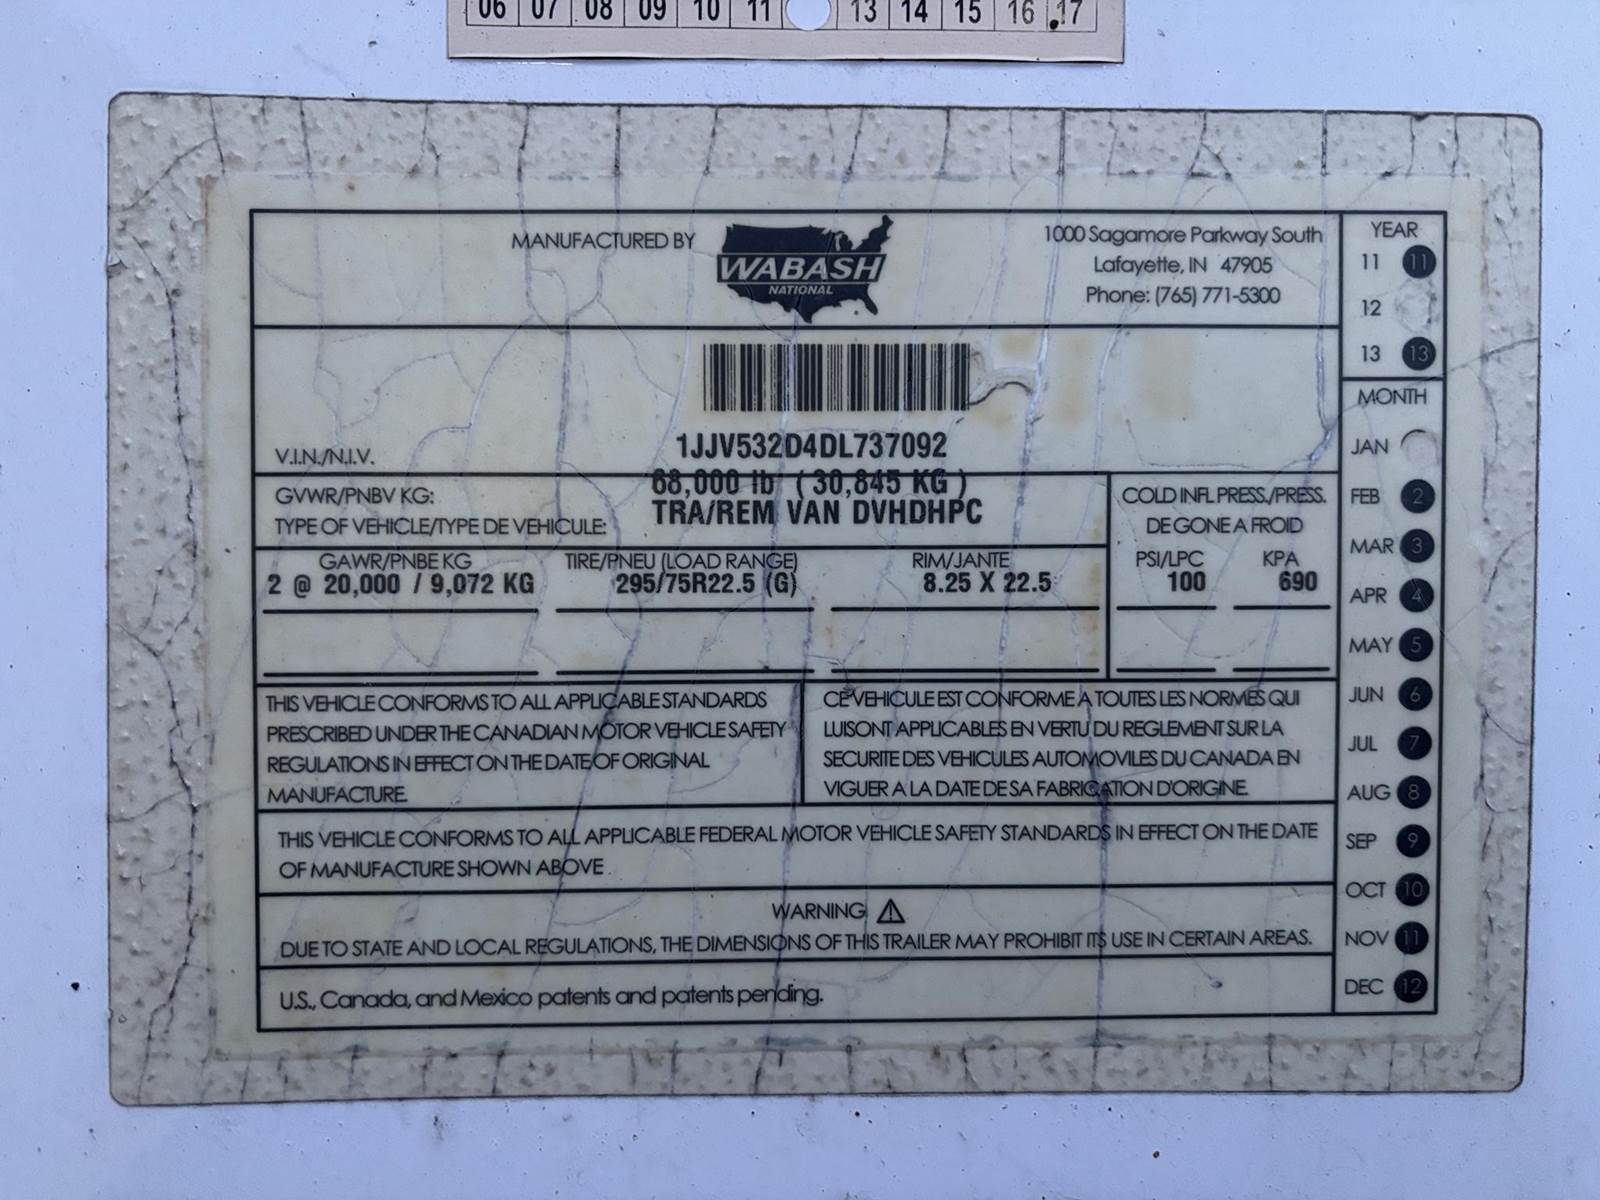 06 07 08 09 10 11 13 14 15 16 17
MANUFACTURED BY
WABASH
NATIONAL
1000 Sagamore Parkway South
Lafayette, IN 47905
Phone: (765) 771-5300
YEAR
11 11
12
13 13
V.I.N./N.I.V.
1JJV532D4DL737092
GVWR/PNBV KG:
68,000 lb ( 30,845 KG )
TYPE OF VEHICLE/TYPE DE VEHICULE:
TRA/REM VAN DVHDHPC
COLD INFL PRESS./PRESS.
DE GONE A FROID
GAWR/PNBE KG
TIRE/PNEU (LOAD RANGE)
RIM/JANTE
PSI/LPC
KPA
2 @ 20,000 / 9,072 KG
295/75R22.5 (G)
8.25 X 22.5
100
690
THIS VEHICLE CONFORMS TO ALL APPLICABLE STANDARDS
PRESCRIBED UNDER THE CANADIAN MOTOR VEHICLE SAFETY
REGULATIONS IN EFFECT ON THE DATE OF ORIGINAL
MANUFACTURE.
CE VEHICULE EST CONFORME A TOUTES LES NORMES QUI
LUI SONT APPLICABLES EN VERTU DU REGLEMENT SUR LA
SECURITE DES VEHICULES AUTOMOVILES DU CANADA EN
VIGUER A LA DATE DE SA FABRICATION D'ORIGINE.
THIS VEHICLE CONFORMS TO ALL APPLICABLE FEDERAL MOTOR VEHICLE SAFETY STANDARDS IN EFFECT ON THE DATE
OF MANUFACTURE SHOWN ABOVE.
WARNING
DUE TO STATE AND LOCAL REGULATIONS, THE DIMENSIONS OF THIS TRAILER MAY PROHIBIT ITS USE IN CERTAIN AREAS.
U.S., Canada, and Mexico patents and patents pending.
MONTH
JAN
FEB 2
MAR 3
APR 4
MAY 5
JUN 6
JUL 7
AUG 8
SEP 9
OCT 10
NOV 11
DEC 12